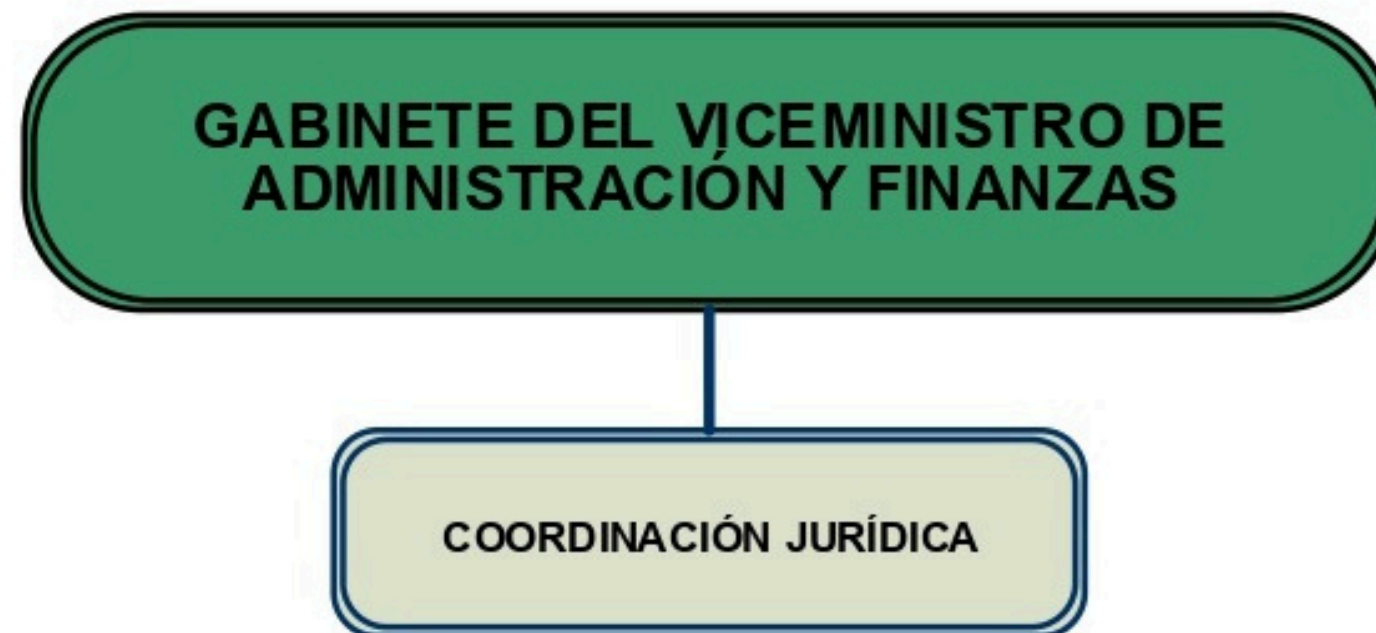 GABINETE DEL VICEMINISTRO DE
ADMINISTRACIÓN Y FINANZAS
COORDINACIÓN JURÍDICA